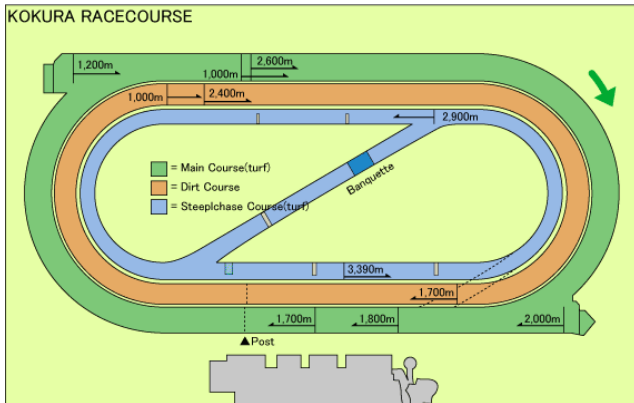 KOKURA RACECOURSE
1,200m
2,600m
1,000m
1,000m
2,400m
2,900m
= Main Course(turf)
= Dirt Course
= Steeplchase Course(turf)
Banquette
3,390m
1,700m
1,700m
1,800m
2,000m
▲Post